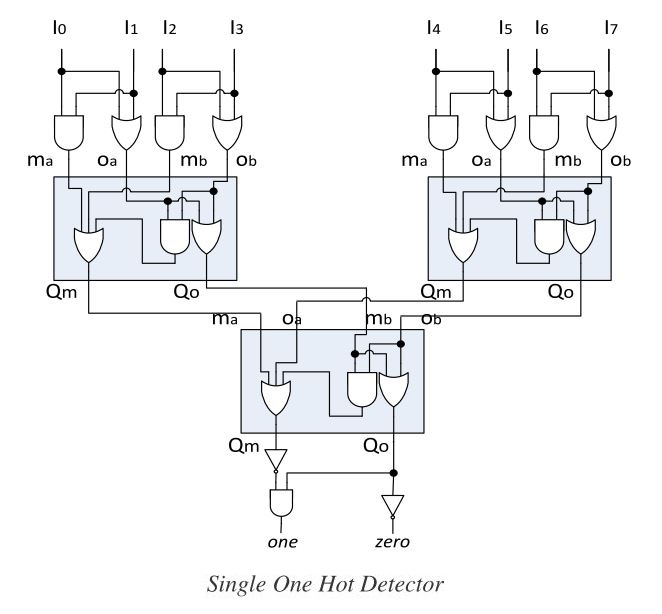 I0 I1 I2 I3 I4 I5 I6 I7
ma oa mb ob ma oa mb ob
Qm Qo Qm Qo
ma oa mb ob
Qm Qo
one zero
Single One Hot Detector